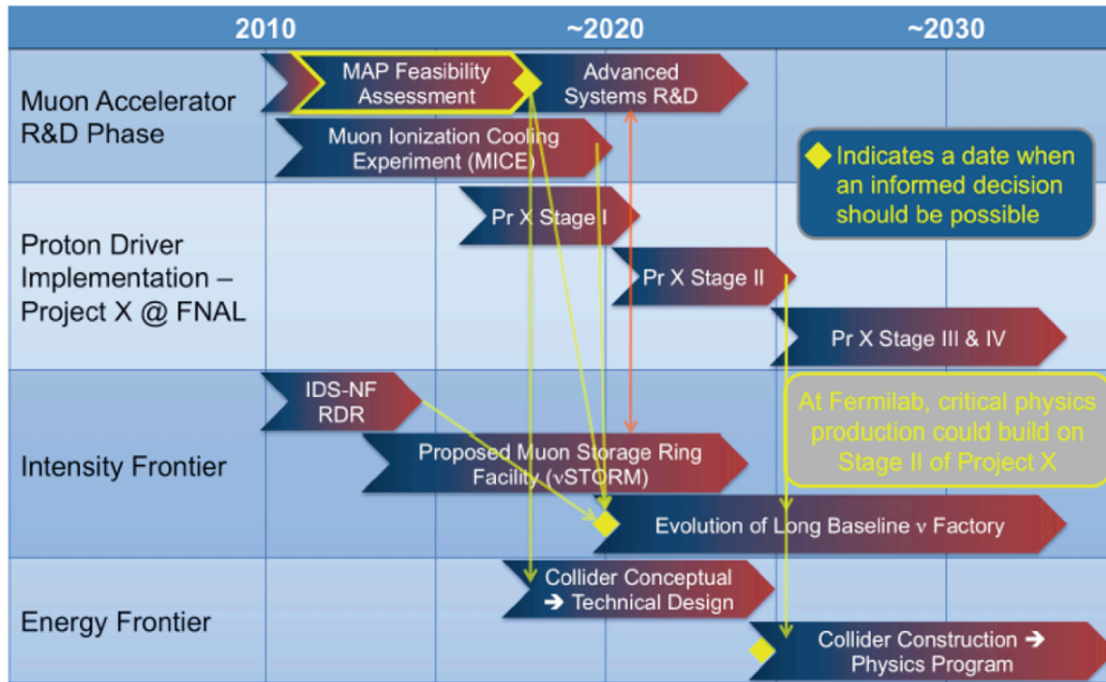 2010
~2020
~2030
Muon Accelerator
R&D Phase
MAP Feasibility
Assessment
Advanced
Systems R&D
Muon Ionization Cooling
Experiment (MICE)
Indicates a date when
an informed decision
should be possible
Proton Driver
Implementation –
Project X @ FNAL
Pr X Stage I
Pr X Stage II
Pr X Stage III & IV
Intensity Frontier
IDS-NF
RDR
Proposed Muon Storage Ring
Facility (νSTORM)
Evolution of Long Baseline ν Factory
At Fermilab, critical physics
production could build on
Stage II of Project X
Energy Frontier
Collider Conceptual
➔ Technical Design
Collider Construction ➔
Physics Program